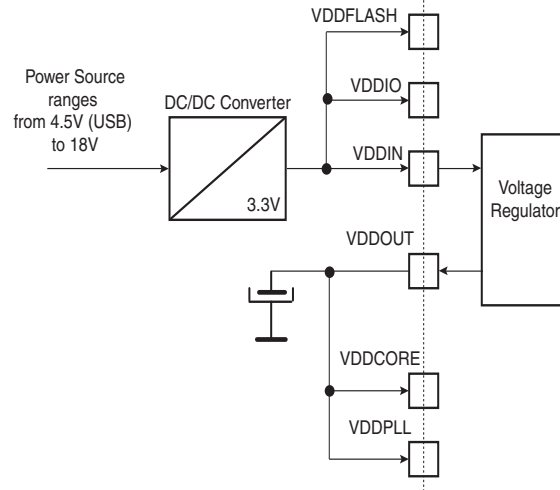 VDDFLASH
Power Source
ranges
from 4.5V (USB)
to 18V
DC/DC Converter
3.3V
VDDIO
VDDIN
Voltage
Regulator
VDDOUT
VDDCORE
VDDPLL